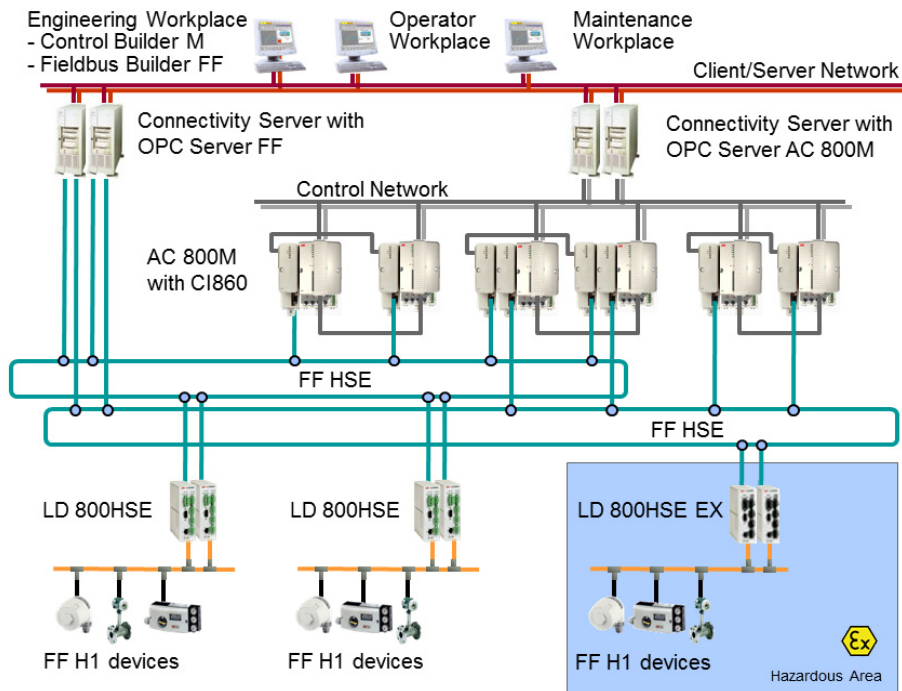 Engineering Workplace
- Control Builder M
- Fieldbus Builder FF
Operator
Workplace
Maintenance
Workplace
Client/Server Network
Connectivity Server with
OPC Server FF
Connectivity Server with
OPC Server AC 800M
Control Network
AC 800M
with CI860
FF HSE
FF HSE
LD 800HSE
LD 800HSE
LD 800HSE EX
FF H1 devices
FF H1 devices
FF H1 devices
Ex
Hazardous Area